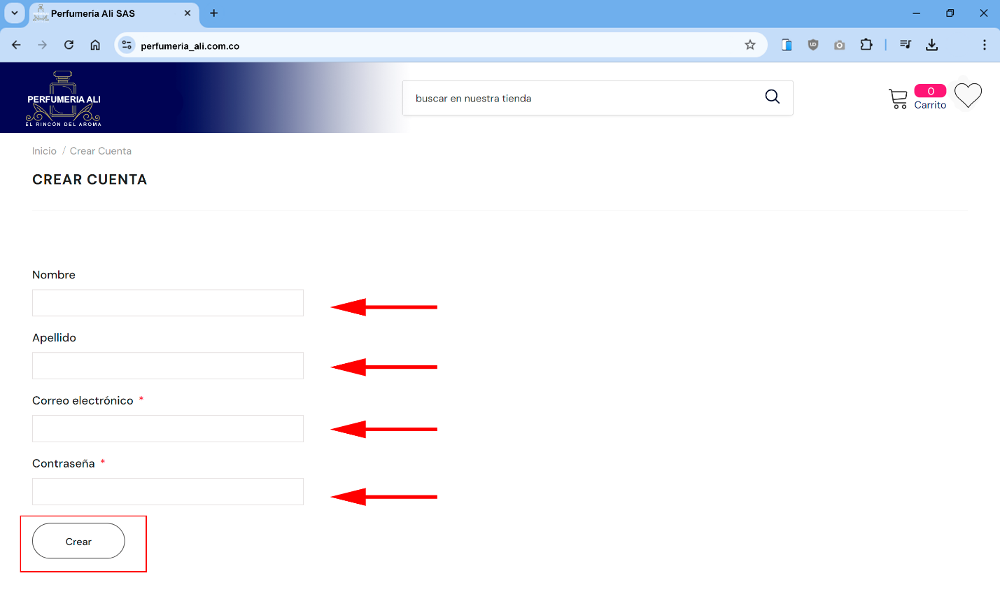 Perfumería Ali SAS
perfumeria_ali.com.co
PERFUMERIA ALI
EL RINCÓN DEL AROMA
buscar en nuestra tienda
0
Carrito
Inicio / Crear Cuenta
CREAR CUENTA
Nombre
Apellido
Correo electrónico *
Contraseña *
Crear